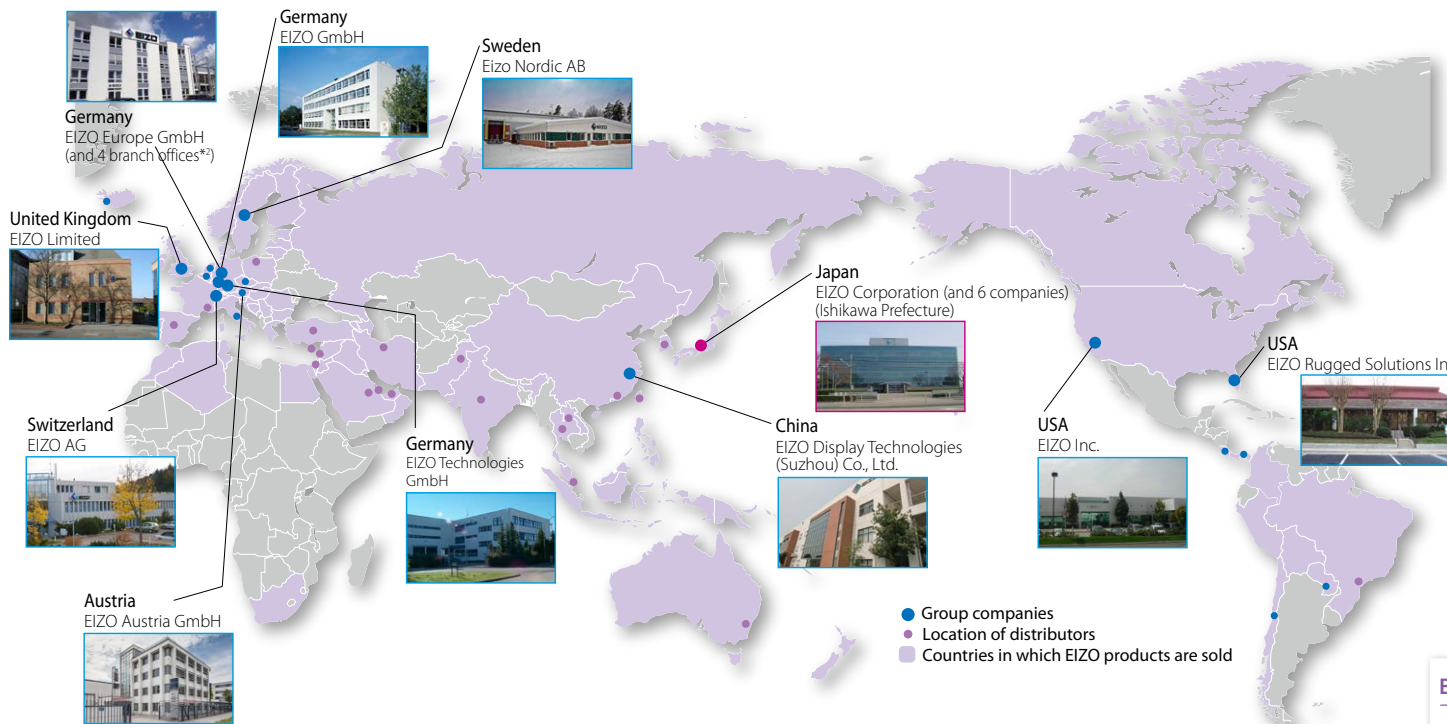 Germany
EIZO GmbH
Sweden
Eizo Nordic AB
EIZO
Germany
EIZO Europe GmbH
(and 4 branch offices*2)
EIZO
United Kingdom
EIZO Limited
Japan
EIZO Corporation (and 6 companies)
(Ishikawa Prefecture)
USA
EIZO Rugged Solutions In
Switzerland
EIZO AG
Germany
EIZO Technologies
GmbH
China
EIZO Display Technologies
(Suzhou) Co., Ltd.
USA
EIZO Inc.
Austria
EIZO Austria GmbH
Group companies
Location of distributors
Countries in which EIZO products are sold